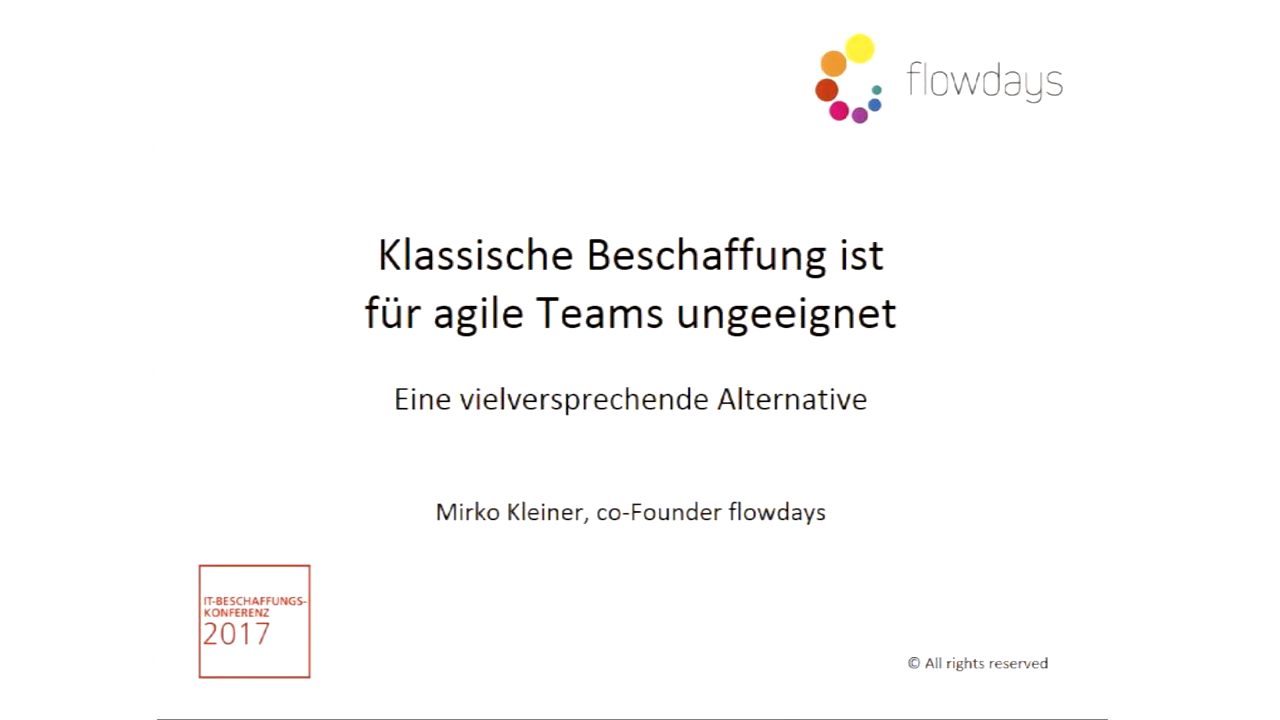 flowdays
Klassische Beschaffung ist
für agile Teams ungeeignet
Eine vielversprechende Alternative
Mirko Kleiner, co-Founder flowdays
IT-BESCHAFFUNGS-
KONFERENZ
2017
© All rights reserved